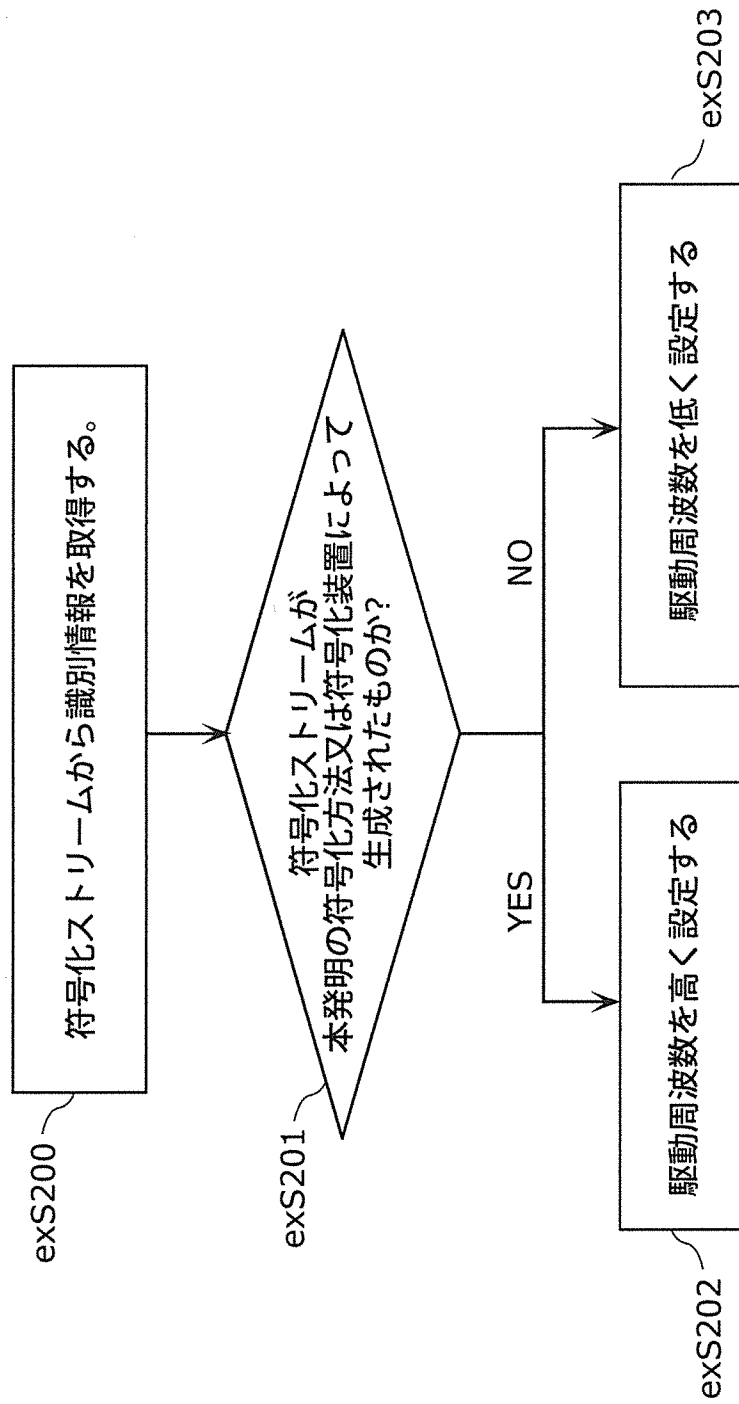 exS200
符号化ストリームから識別情報を取得する。
exS201
符号化ストリームが
本発明の符号化方法又は符号化装置によって
生成されたものか?
YES
NO
exS202
駆動周波数を高く設定する
exS203
駆動周波数を低く設定する